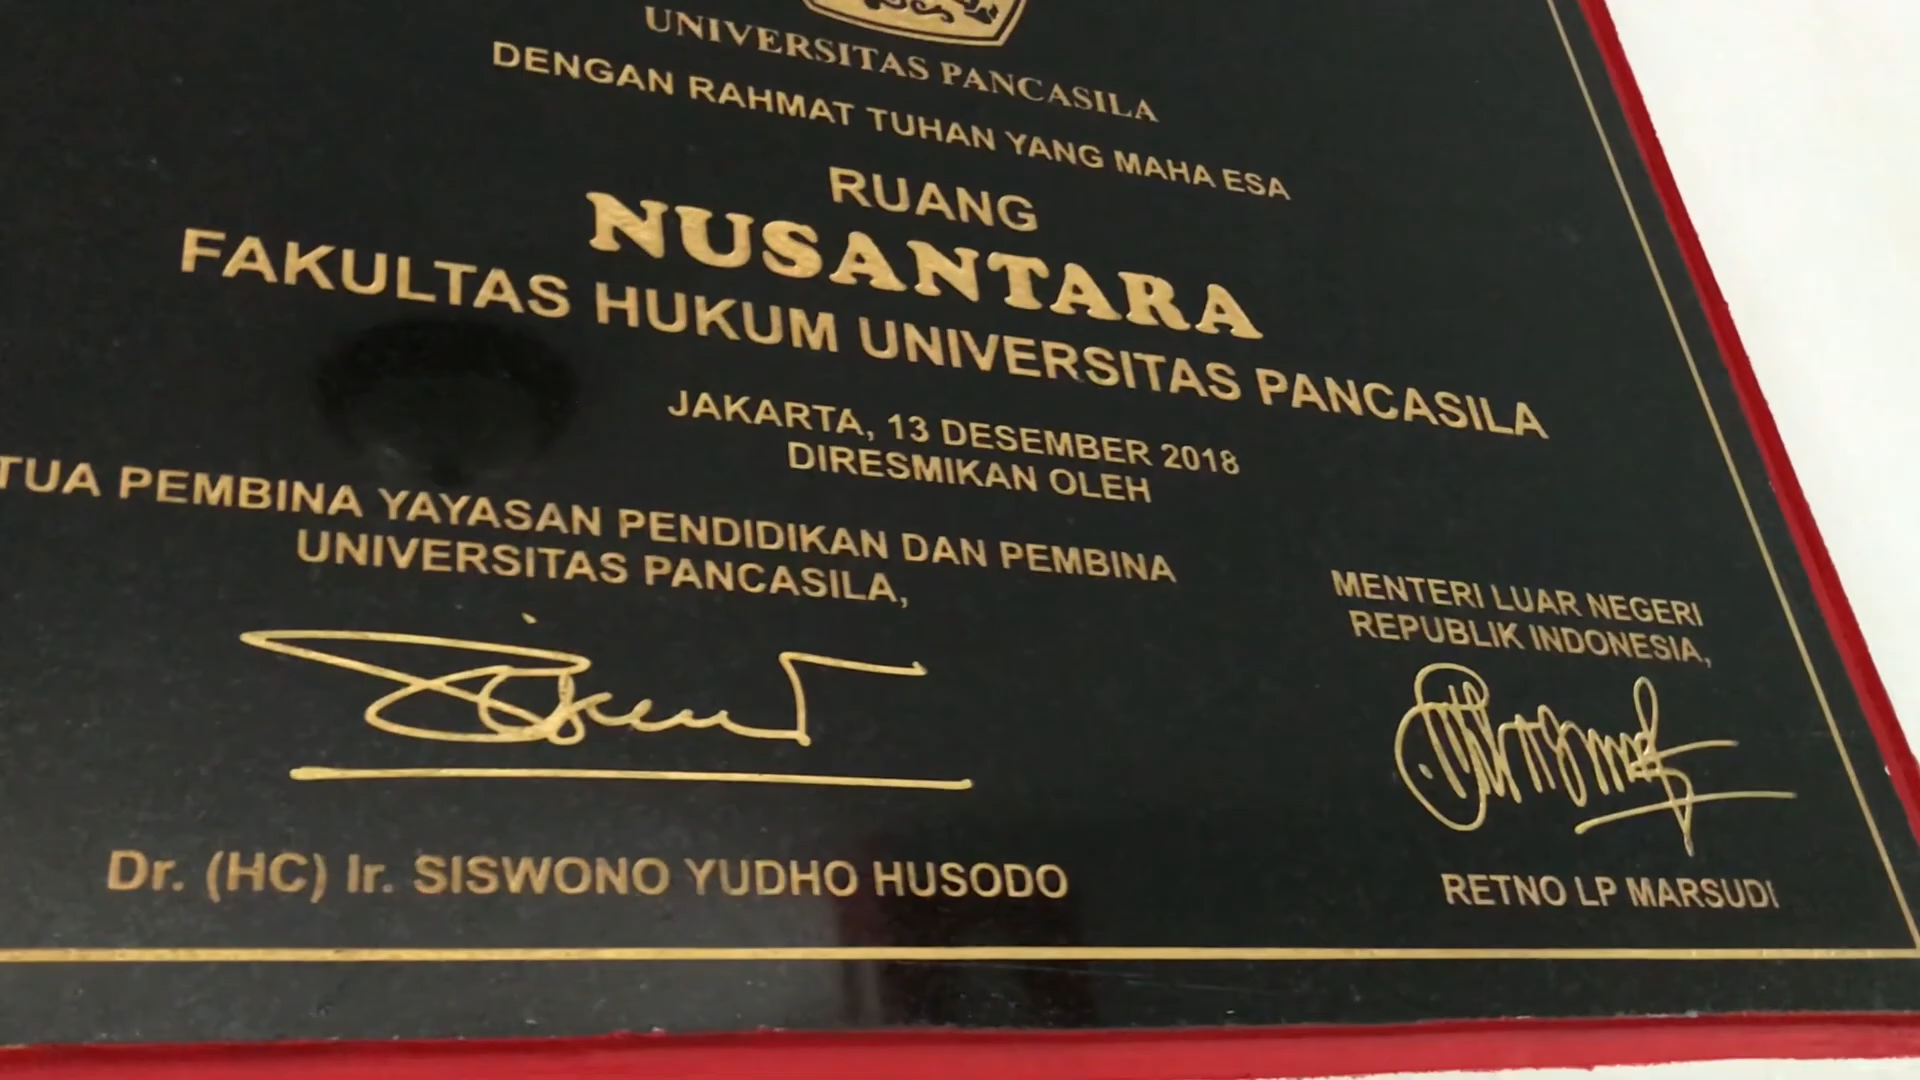 UNIVERSITAS PANCASILA
DENGAN RAHMAT TUHAN YANG MAHA ESA
RUANG
NUSANTARA
FAKULTAS HUKUM UNIVERSITAS PANCASILA
JAKARTA, 13 DESEMBER 2018
DIRESMIKAN OLEH
TUA PEMBINA YAYASAN PENDIDIKAN DAN PEMBINA
UNIVERSITAS PANCASILA,
Dr. (HC) Ir. SISWONO YUDHO HUSODO
MENTERI LUAR NEGERI
REPUBLIK INDONESIA,
RETNO LP MARSUDI